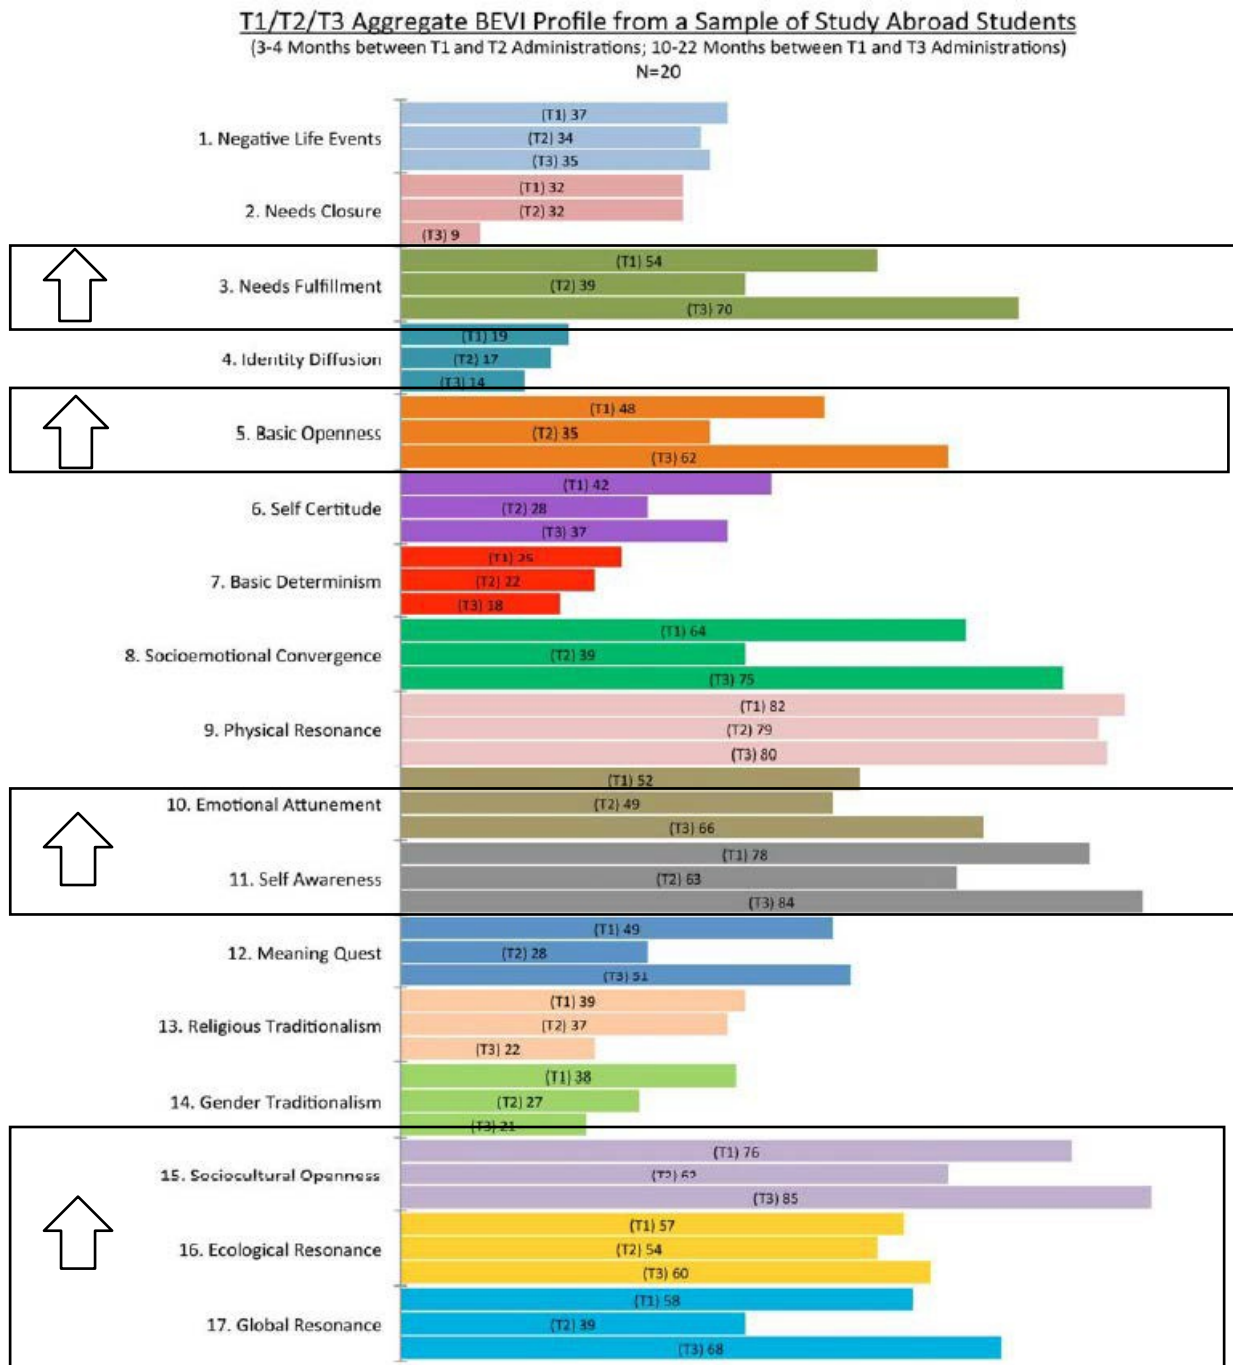 T1/T2/T3 Aggregate BEVI Profile from a Sample of Study Abroad Students
(3-4 Months between T1 and T2 Administrations; 10-22 Months between T1 and T3 Administrations)
N=20
1. Negative Life Events
(T1) 37
(T2) 34
(T3) 35
2. Needs Closure
(T1) 32
(T2) 32
(T3) 9
3. Needs Fulfillment
(T1) 54
(T2) 39
(T3) 70
4. Identity Diffusion
(T1) 19
(T2) 17
(T3) 14
5. Basic Openness
(T1) 48
(T2) 35
(T3) 62
6. Self Certitude
(T1) 42
(T2) 28
(T3) 37
7. Basic Determinism
(T1) 25
(T2) 22
(T3) 18
8. Socioemotional Convergence
(T1) 64
(T2) 39
(T3) 75
9. Physical Resonance
(T1) 82
(T2) 79
(T3) 80
10. Emotional Attunement
(T1) 52
(T2) 49
(T3) 66
11. Self Awareness
(T1) 78
(T2) 63
(T3) 84
12. Meaning Quest
(T1) 49
(T2) 28
(T3) 51
13. Religious Traditionalism
(T1) 39
(T2) 37
(T3) 22
14. Gender Traditionalism
(T1) 38
(T2) 27
(T3) 21
15. Sociocultural Openness
(T1) 76
(T2) 62
(T3) 85
16. Ecological Resonance
(T1) 57
(T2) 54
(T3) 60
17. Global Resonance
(T1) 58
(T2) 39
(T3) 68